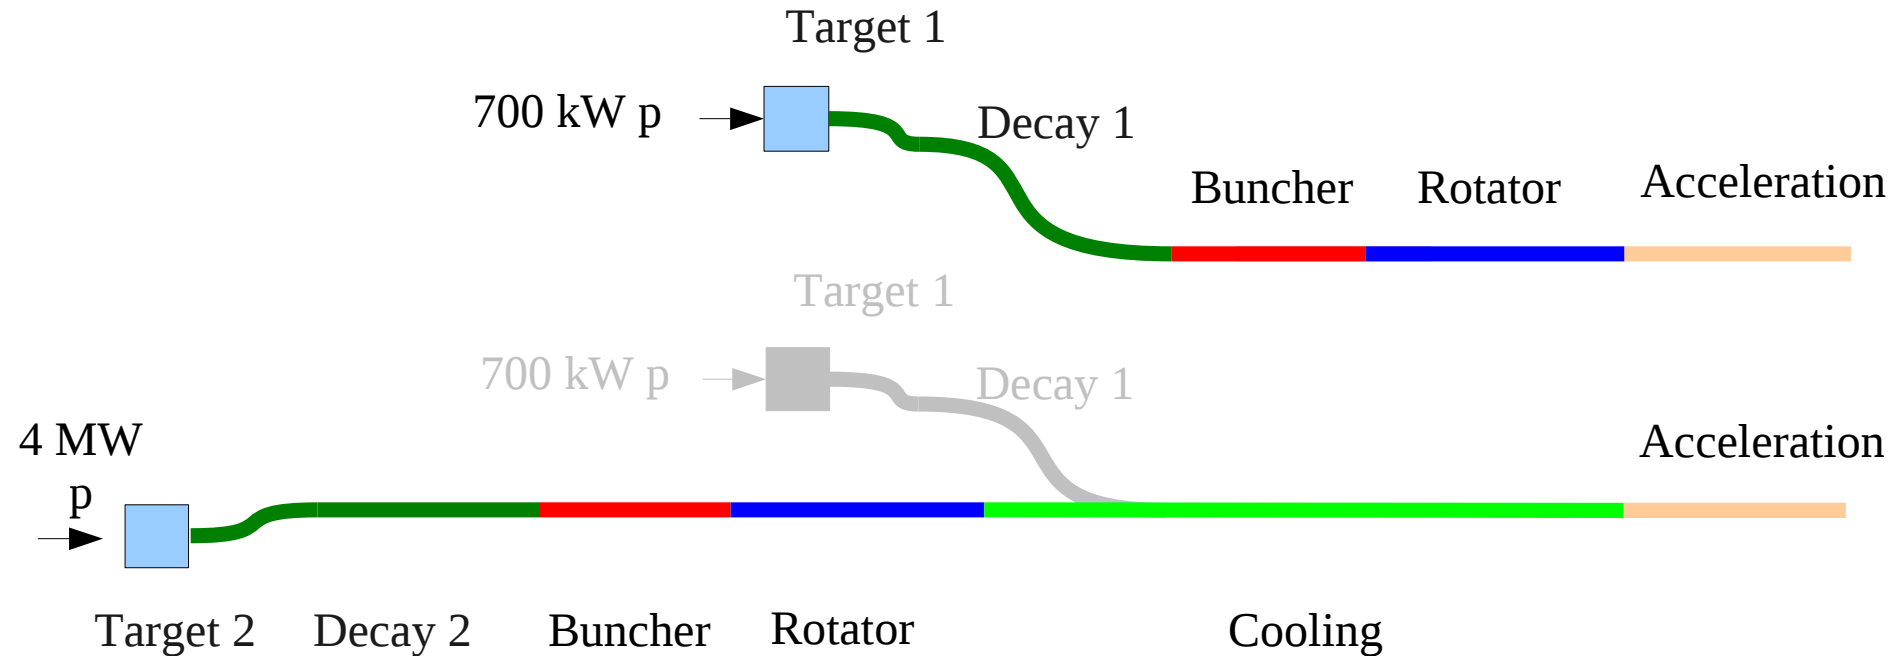 Target 1
700 kW p
Decay 1
Buncher
Rotator
Acceleration
Target 1
700 kW p
Decay 1
4 MW
p
Acceleration
Target 2
Decay 2
Buncher
Rotator
Cooling